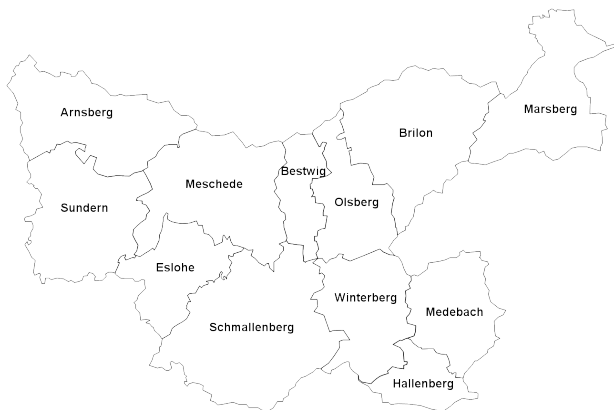 Marsberg
Arnsberg
Brilon
Bestwig
Meschede
Olsberg
Sundern
Eslohe
Winterberg
Medebach
Schmallenberg
Hallenberg